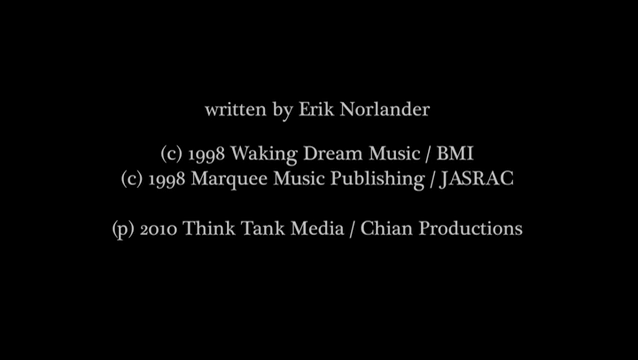 written by Erik Norlander
(c) 1998 Waking Dream Music / BMI
(c) 1998 Marquee Music Publishing / JASRAC
(p) 2010 Think Tank Media / Chian Productions